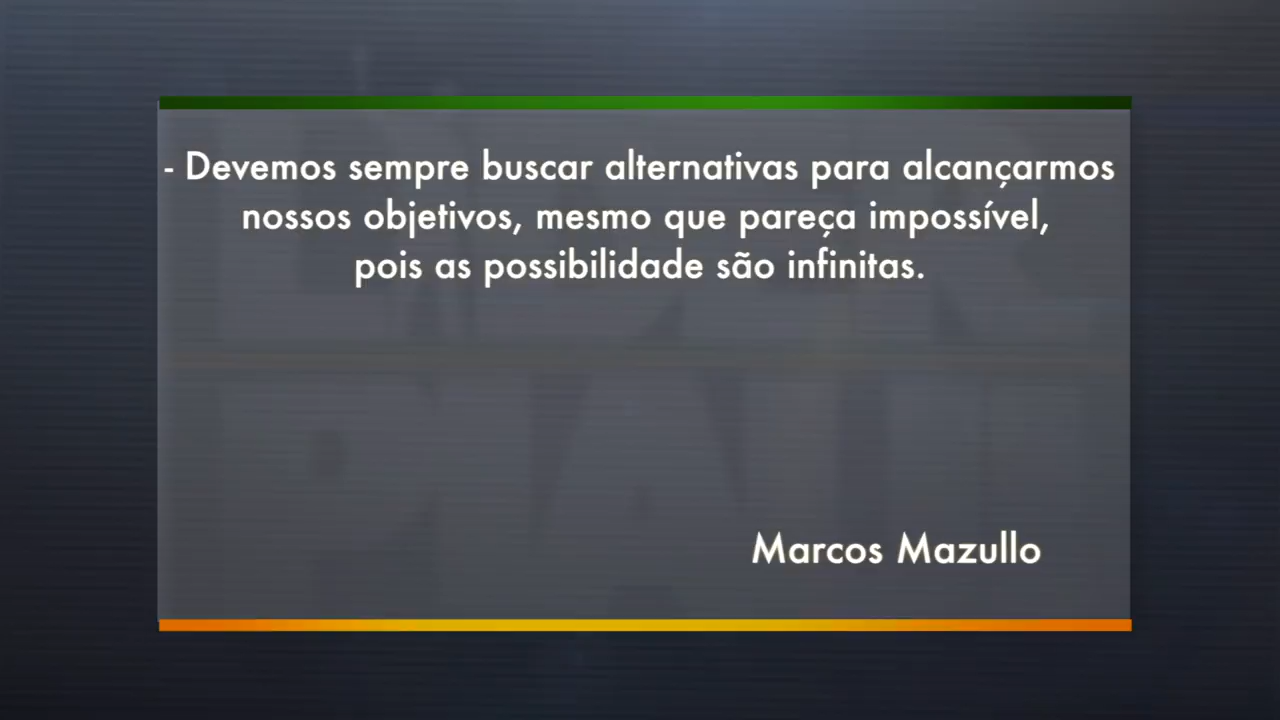 - Devemos sempre buscar alternativas para alcançarmos
nossos objetivos, mesmo que pareça impossível,
pois as possibilidade são infinitas.
Marcos Mazullo